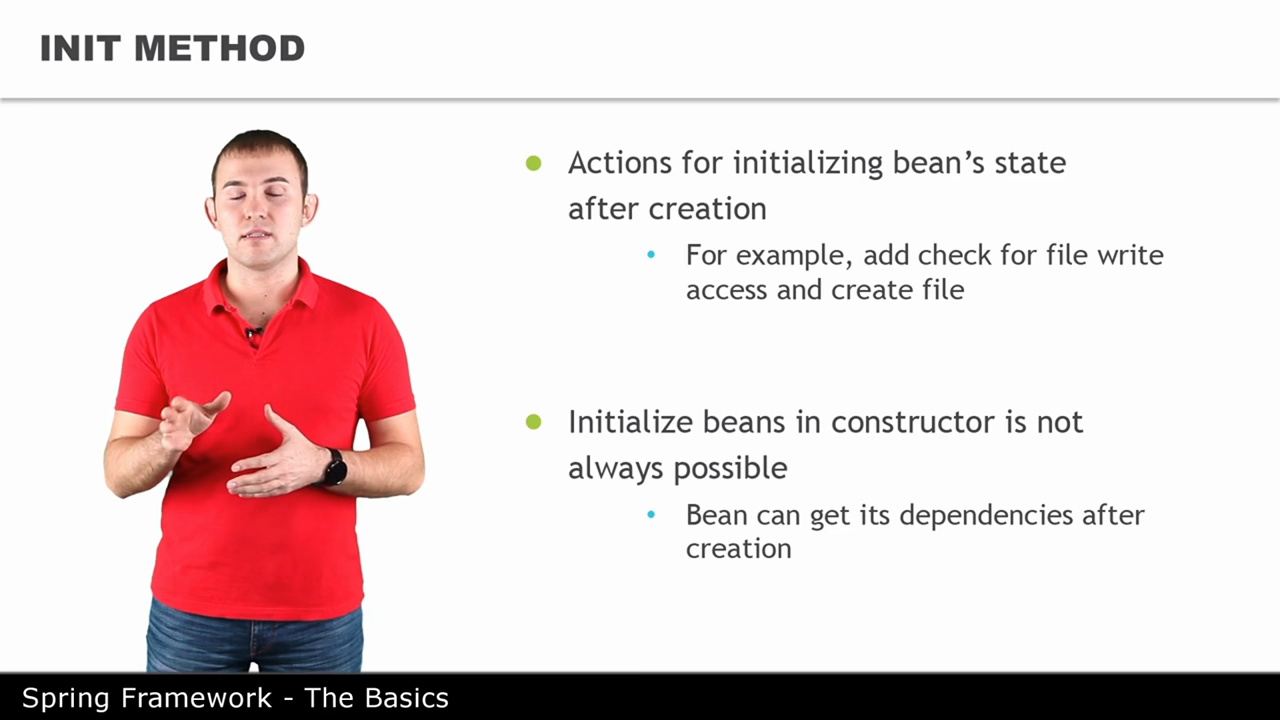 INIT METHOD
Actions for initializing bean’s state
after creation
For example, add check for file write
access and create file
Initialize beans in constructor is not
always possible
Bean can get its dependencies after
creation
Spring Framework - The Basics